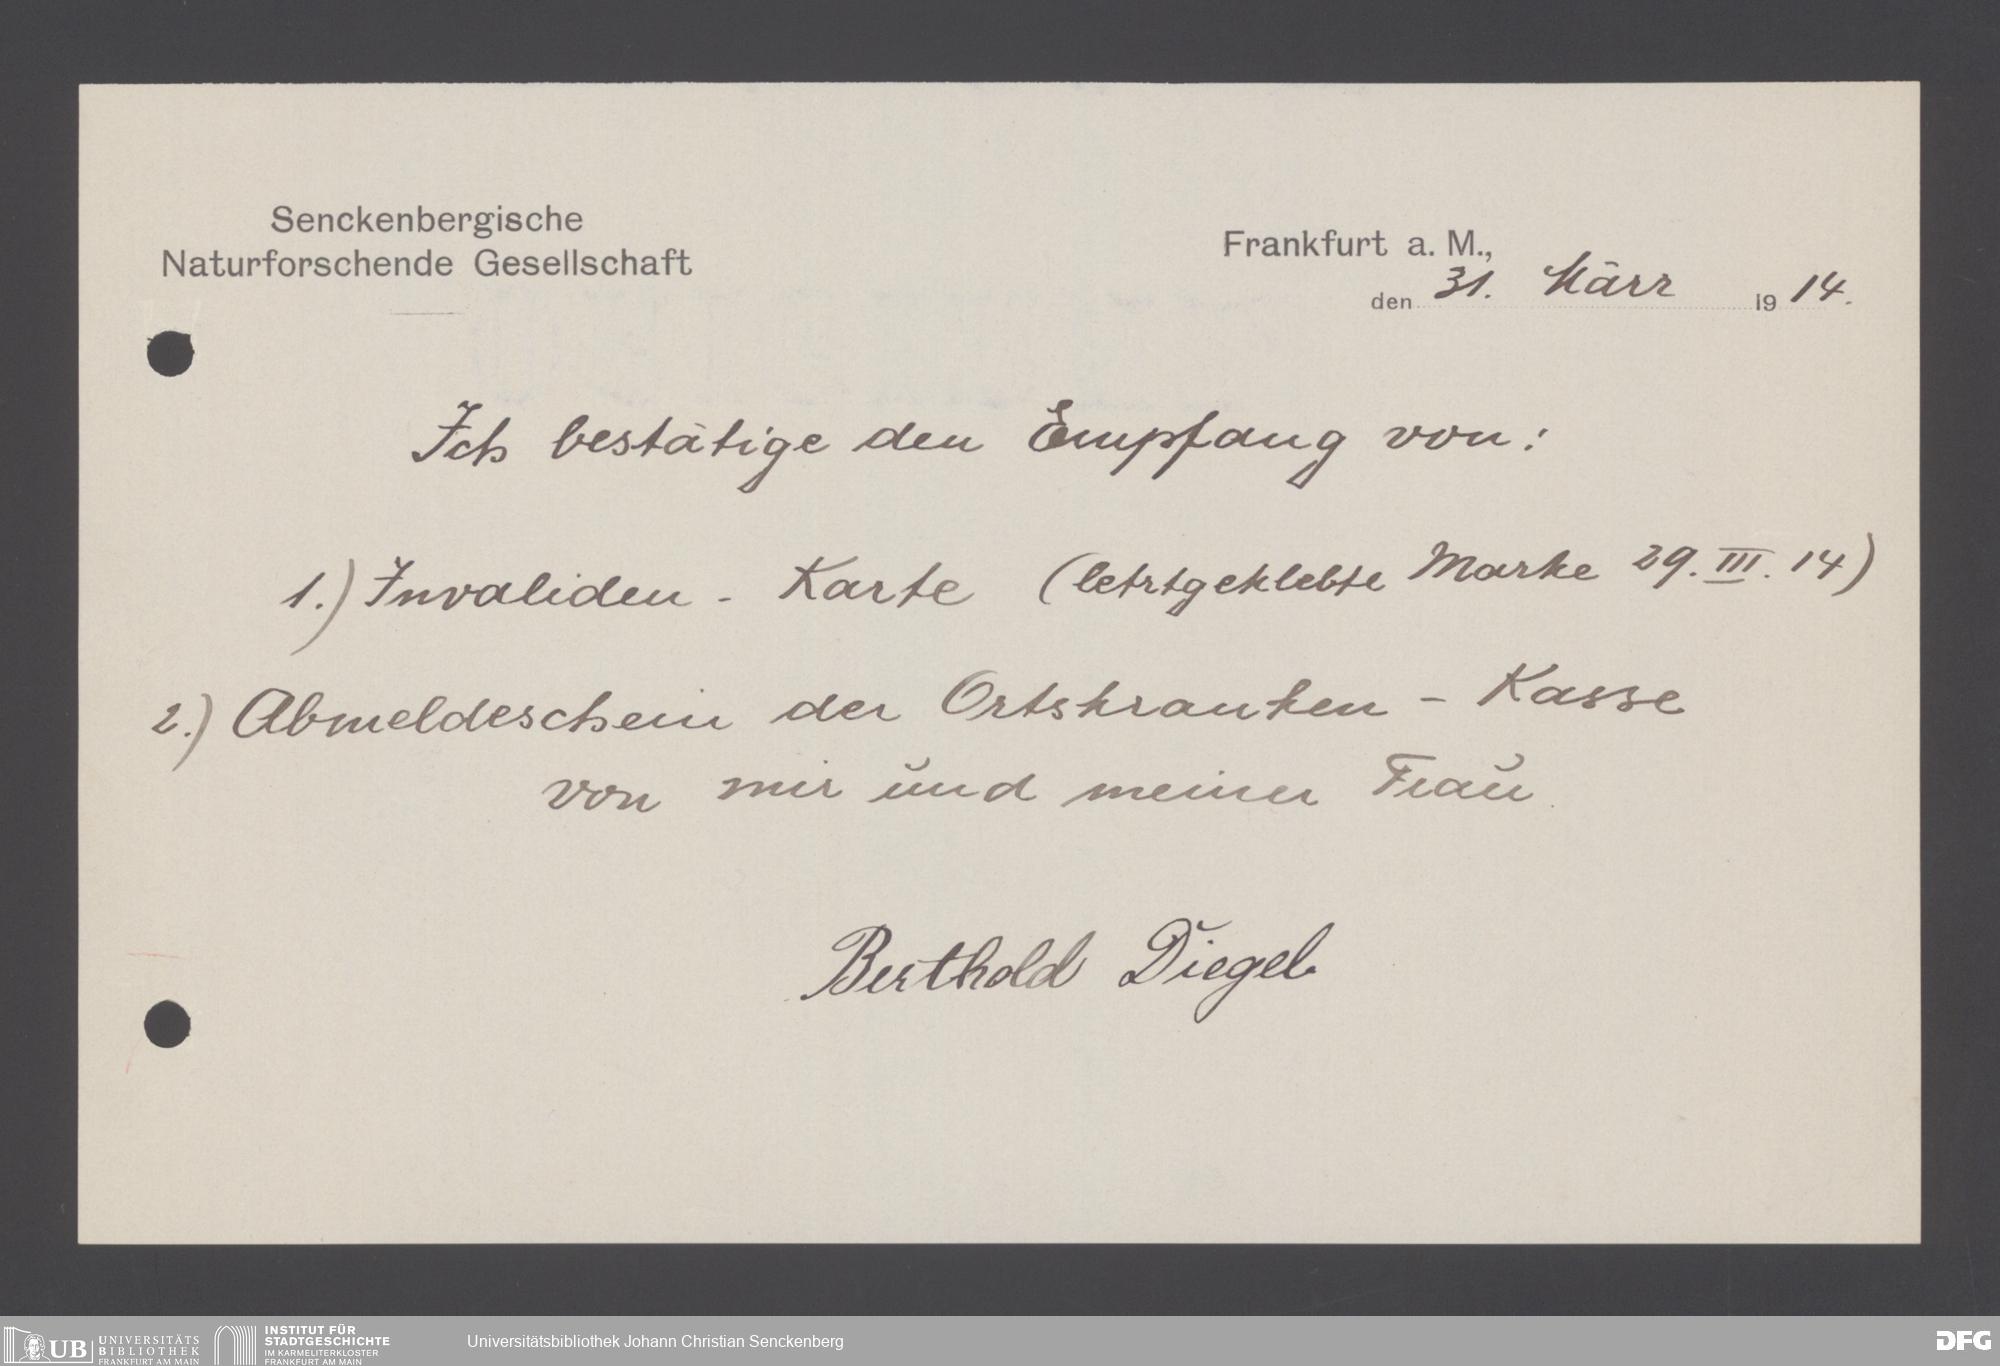 Senckenbergische
Naturforschende Gesellschaft
Frankfurt a. M.,
den 31. März 1914.
Ich bestätige den Empfang von:
1.) Invaliden - Karte (letztgeklebte Marke 29. III. 14)
2.) Abmeldeschein der Ortskranken - Kasse
von mir und meiner Frau.
Berthold Diegel
UB UNIVERSITÄTS
BIBLIOTHEK
FRANKFURT AM MAIN
INSTITUT FÜR
STADTGESCHICHTE
IM KARMELITERKLOSTER
FRANKFURT AM MAIN
Universitätsbibliothek Johann Christian Senckenberg
DFG